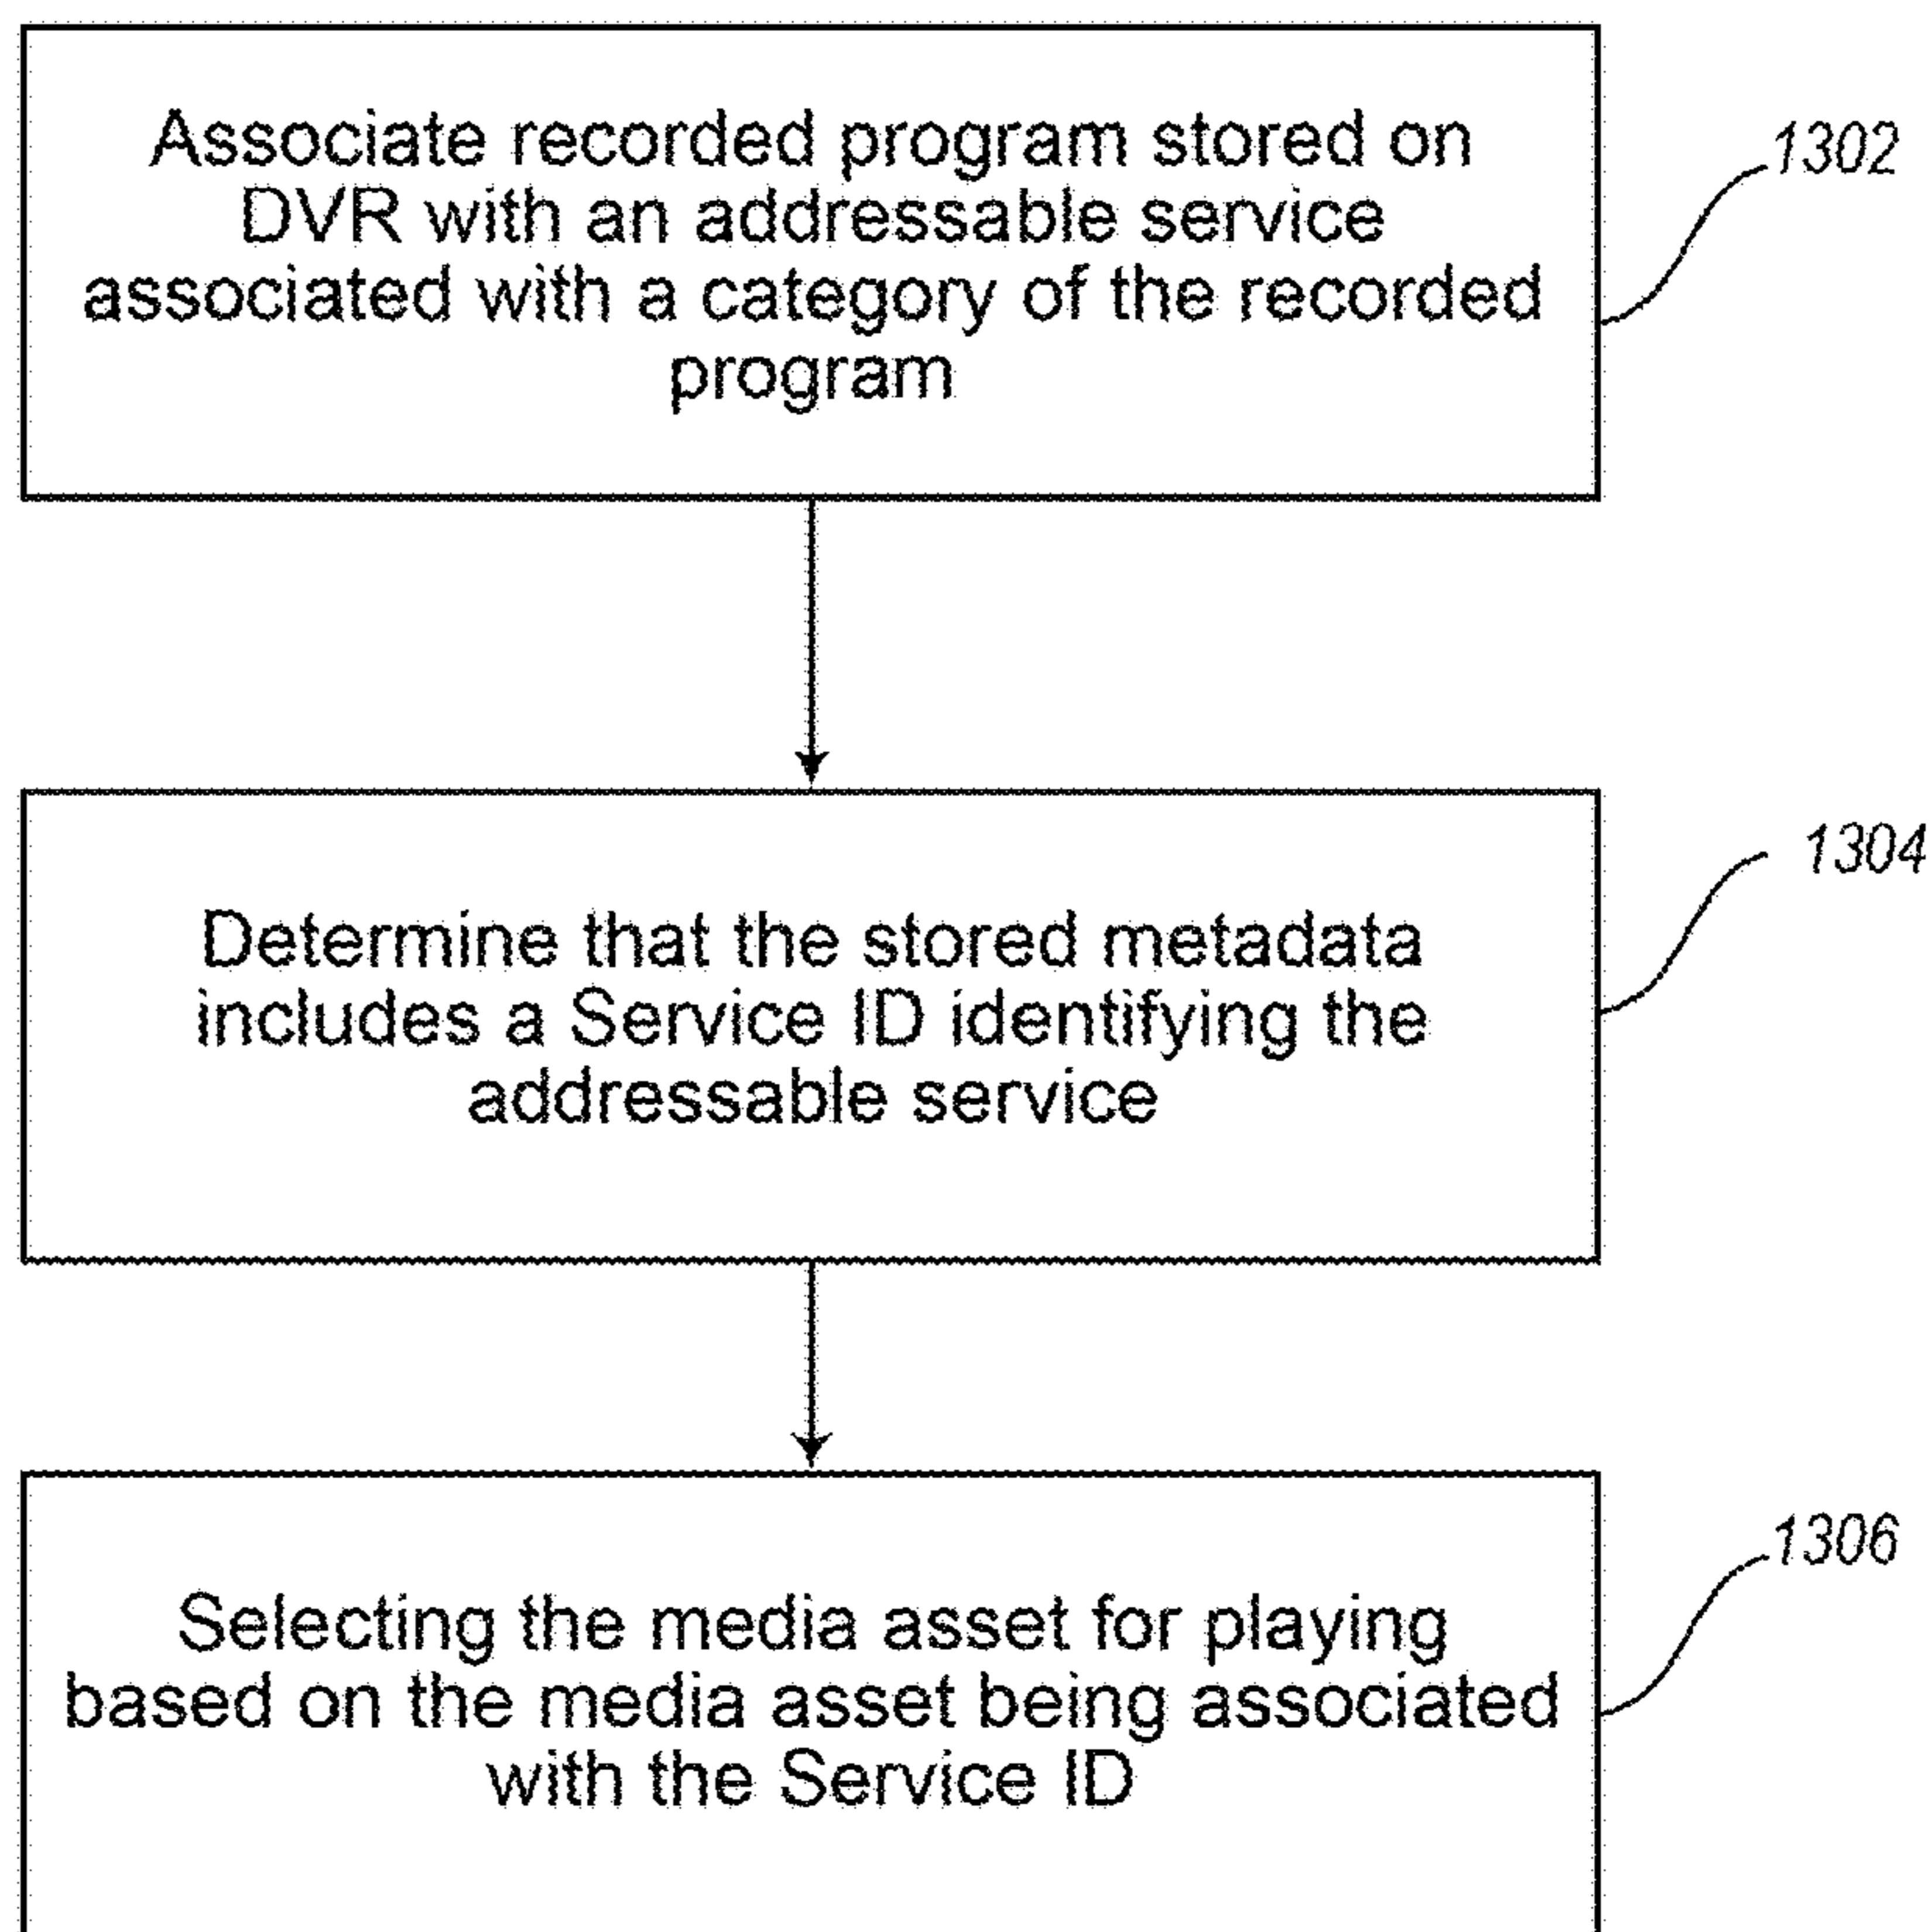 Associate recorded program stored on
DVR with an addressable service
associated with a category of the recorded
program
1302
Determine that the stored metadata
includes a Service ID identifying the
addressable service
1304
Selecting the media asset for playing
based on the media asset being associated
with the Service ID
1306